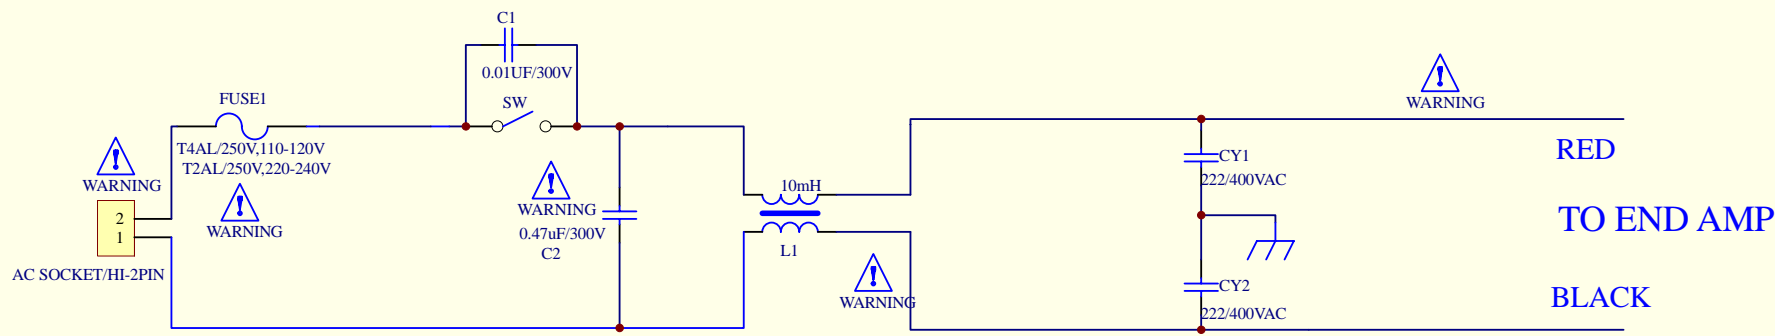 C1
0.01UF/300V
FUSE1
SW
WARNING
T4AL/250V,110-120V
T2AL/250V,220-240V
RED
CY1
222/400VAC
WARNING
WARNING
10mH
WARNING
2
1
WARNING
0.47uF/300V
C2
L1
TO END AMP
AC SOCKET/HI-2PIN
WARNING
CY2
222/400VAC
BLACK